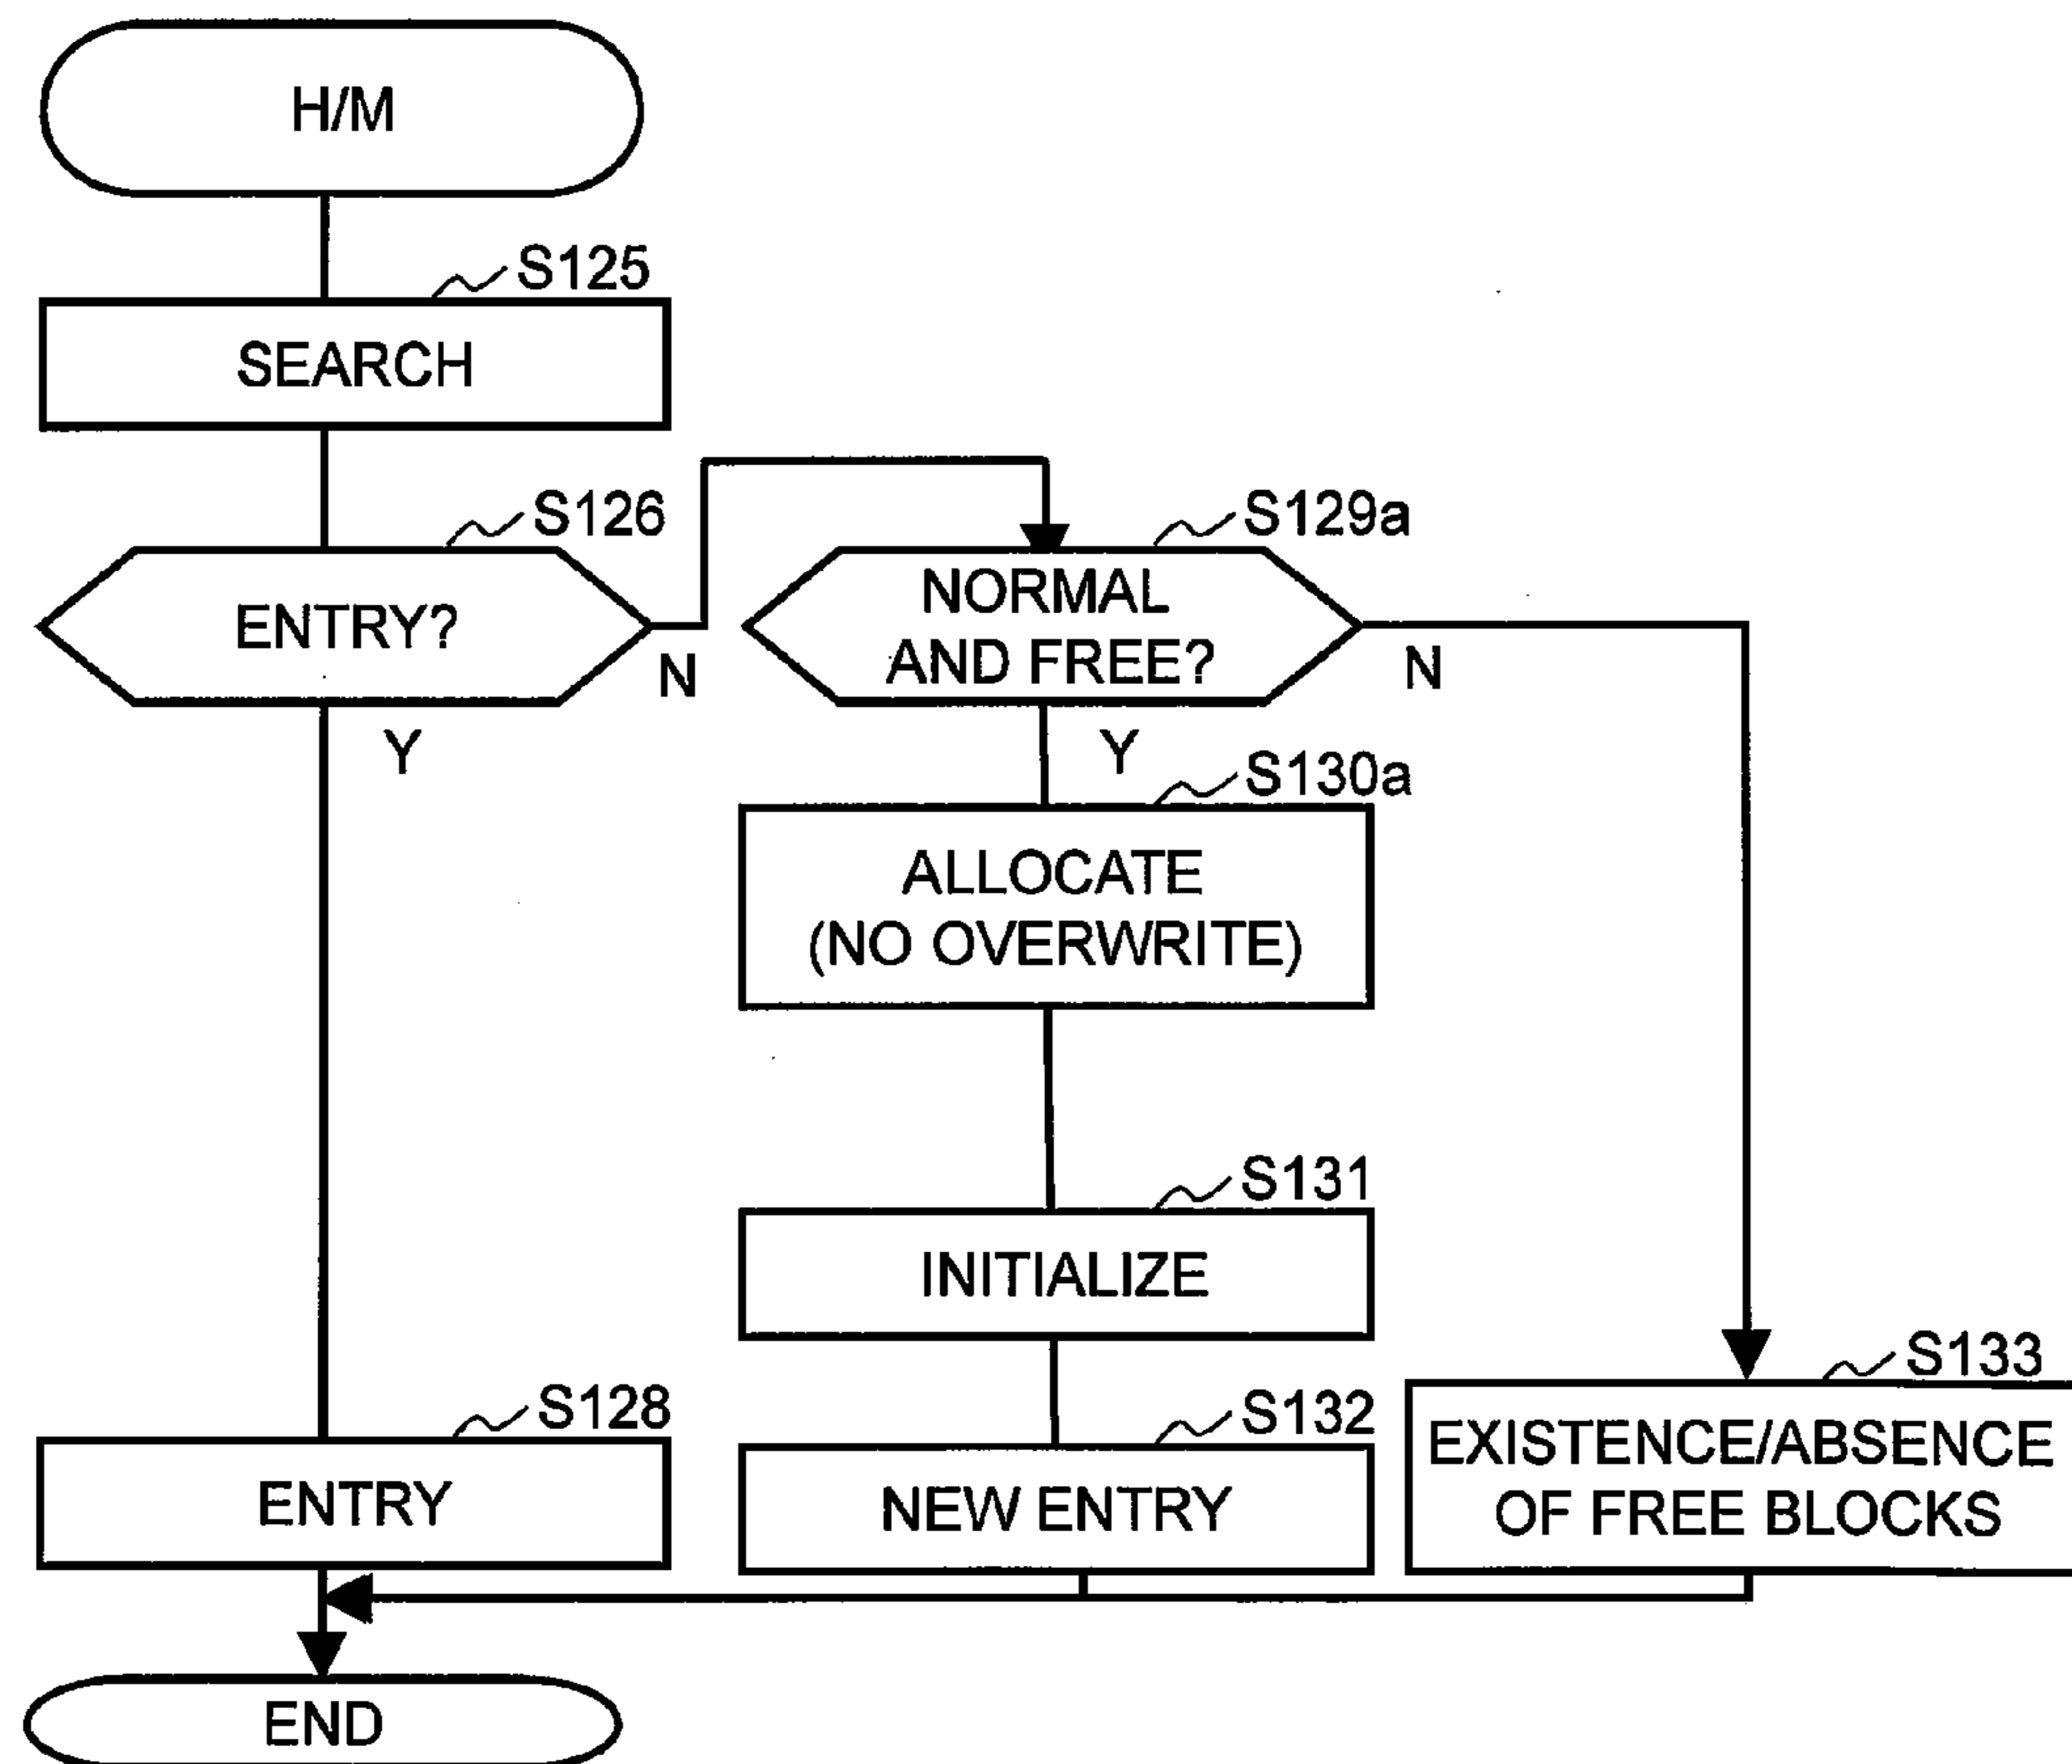 H/M
S125
SEARCH
S126
ENTRY?
N
Y
S129a
NORMAL
AND FREE?
N
Y
S130a
ALLOCATE
(NO OVERWRITE)
S131
INITIALIZE
S128
ENTRY
S132
NEW ENTRY
S133
EXISTENCE/ABSENCE
OF FREE BLOCKS
END